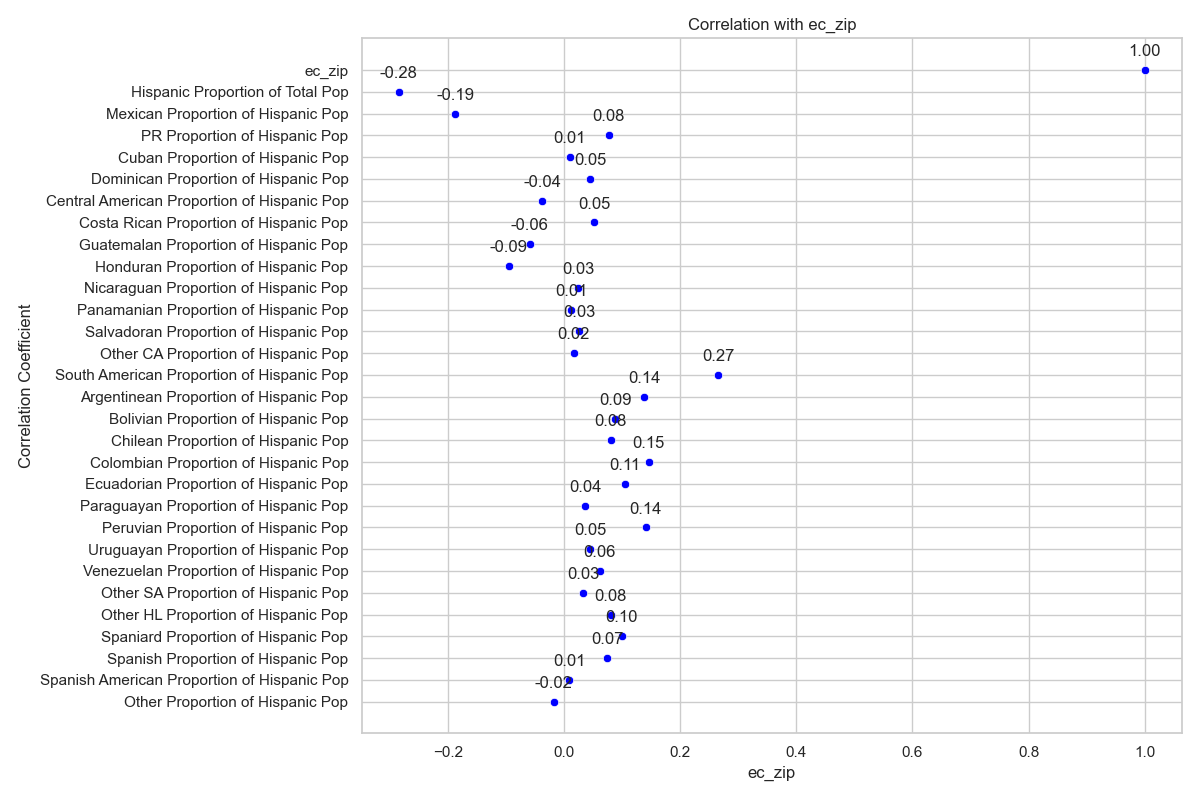 Correlation with ec_zip
1.00
ec_zip
-0.28
Hispanic Proportion of Total Pop
-0.19
Mexican Proportion of Hispanic Pop
0.08
PR Proportion of Hispanic Pop
0.01
Cuban Proportion of Hispanic Pop
0.05
Dominican Proportion of Hispanic Pop
-0.04
Central American Proportion of Hispanic Pop
0.05
Costa Rican Proportion of Hispanic Pop
-0.06
Guatemalan Proportion of Hispanic Pop
-0.09
Honduran Proportion of Hispanic Pop
0.03
Nicaraguan Proportion of Hispanic Pop
0.01
Panamanian Proportion of Hispanic Pop
0.03
Salvadoran Proportion of Hispanic Pop
0.02
Other CA Proportion of Hispanic Pop
0.27
South American Proportion of Hispanic Pop
0.14
Argentinean Proportion of Hispanic Pop
0.09
Bolivian Proportion of Hispanic Pop
0.08
Chilean Proportion of Hispanic Pop
0.15
Colombian Proportion of Hispanic Pop
0.11
Ecuadorian Proportion of Hispanic Pop
0.04
Paraguayan Proportion of Hispanic Pop
0.14
Peruvian Proportion of Hispanic Pop
0.05
Uruguayan Proportion of Hispanic Pop
0.06
Venezuelan Proportion of Hispanic Pop
0.03
Other SA Proportion of Hispanic Pop
0.08
Other HL Proportion of Hispanic Pop
0.10
Spaniard Proportion of Hispanic Pop
0.07
Spanish Proportion of Hispanic Pop
0.01
Spanish American Proportion of Hispanic Pop
-0.02
Other Proportion of Hispanic Pop
Correlation Coefficient
−0.2 0.0 0.2 0.4 0.6 0.8 1.0
ec_zip